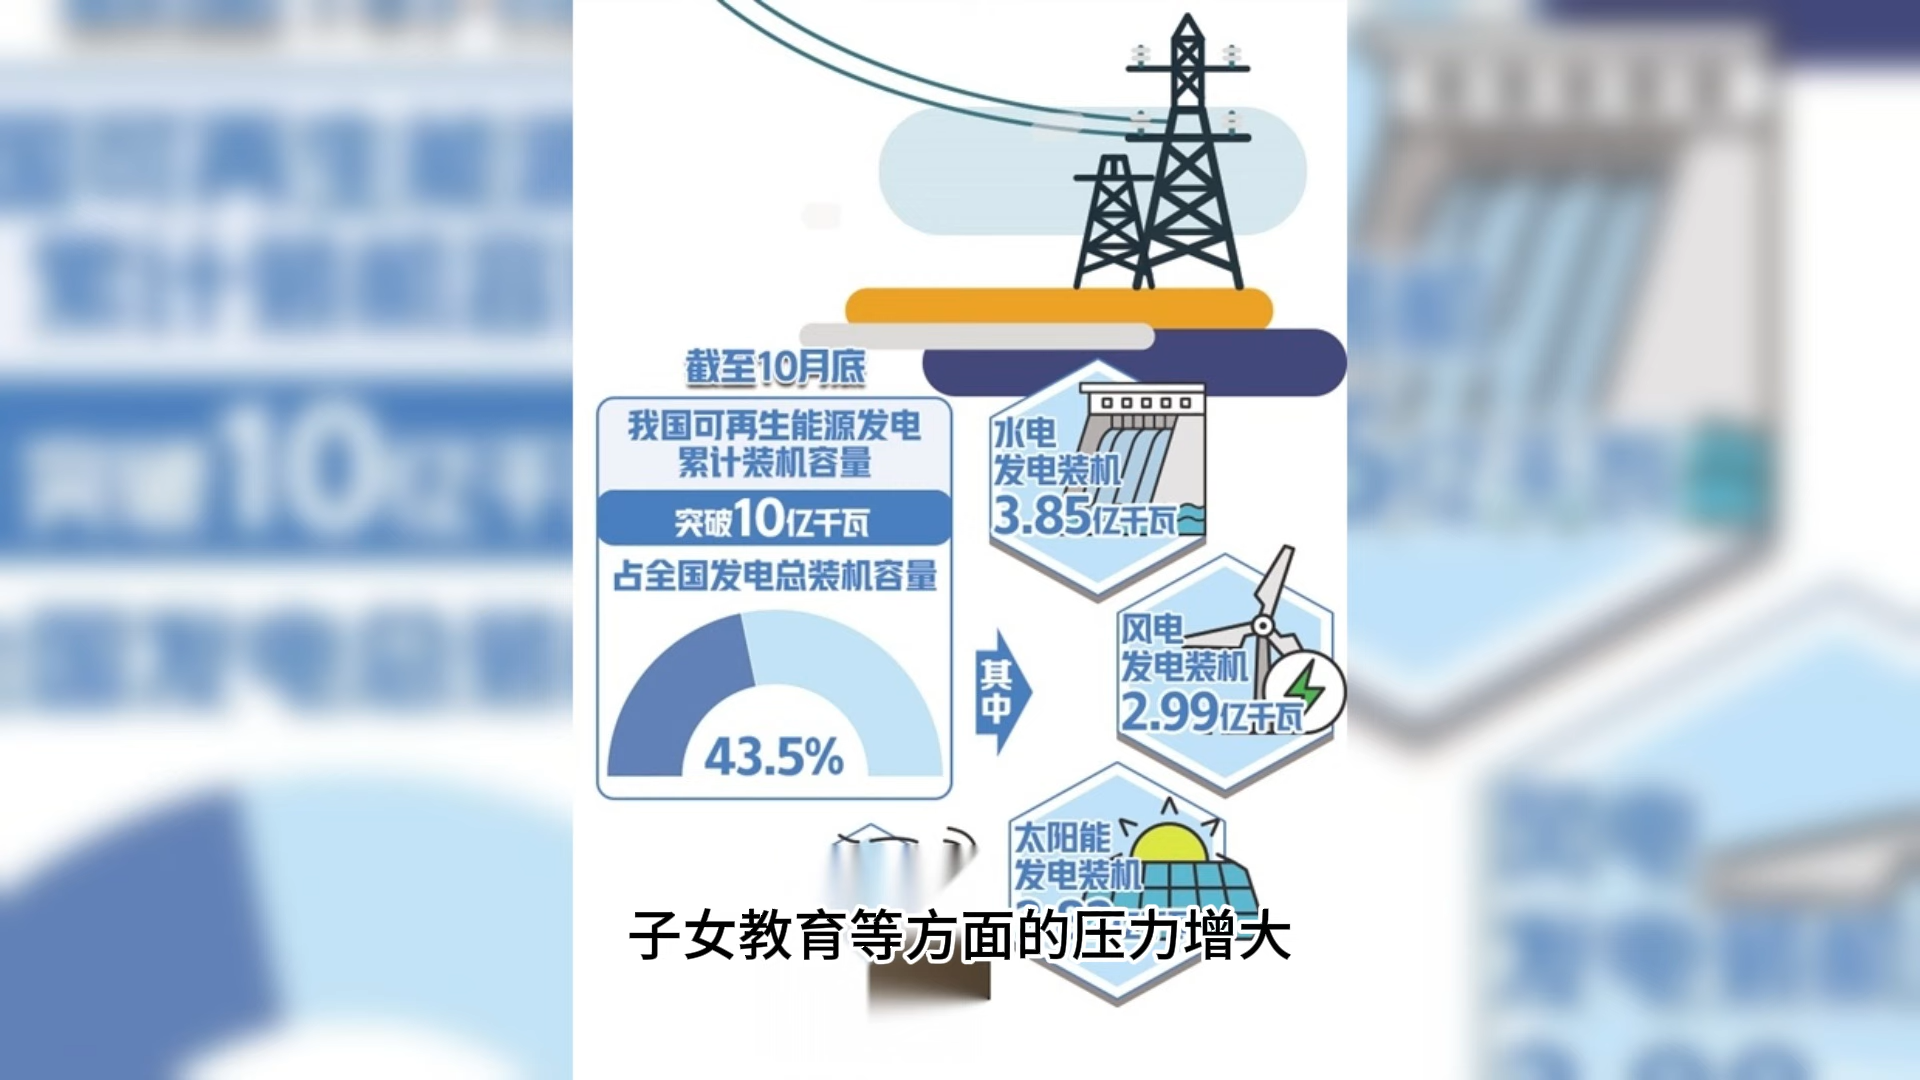 截至10月底
我国可再生能源发电
累计装机容量
突破10亿千瓦
占全国发电总装机容量
43.5%
其中
水电
发电装机
3.85亿千瓦
风电
发电装机
2.99亿千瓦
太阳能
发电装机
子女教育等方面的压力增大